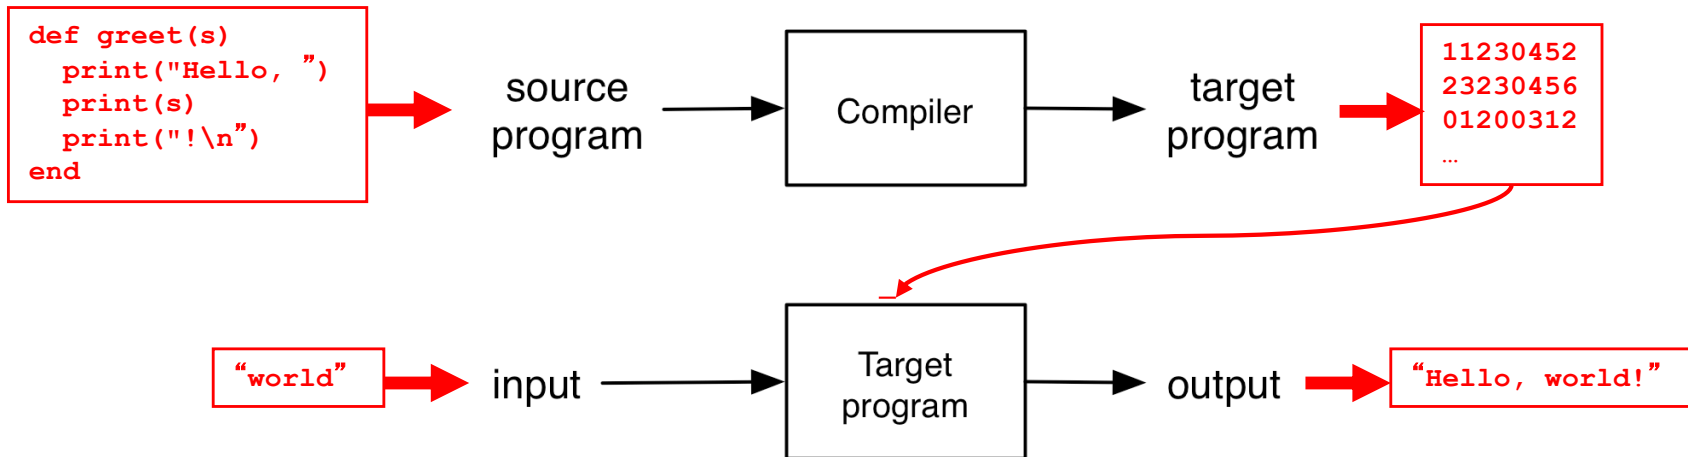 def greet(s)
  print("Hello, ”)
  print(s)
  print("!\n”)
end
source
program
Compiler
target
program
11230452
23230456
01200312
…
“world”
input
Target
program
output
“Hello, world!”